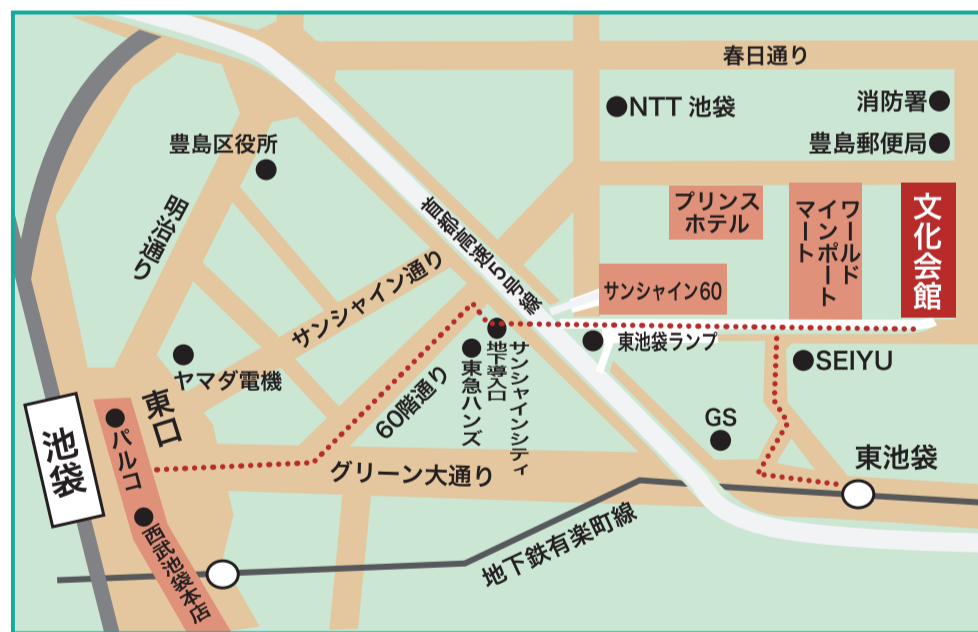 春日通り
NTT 池袋
消防署
豊島郵便局
豊島区役所
明治通り
首都高速5号線
プリンス
ホテル
ワールド
インポート
マート
文化会館
サンシャイン60
サンシャイン通り
東池袋ランプ
サンシャインシティ
地下導入口
東急ハンズ
SEIYU
ヤマダ電機
60階通り
東口
パルコ
池袋
GS
グリーン大通り
東池袋
西武池袋本店
地下鉄有楽町線